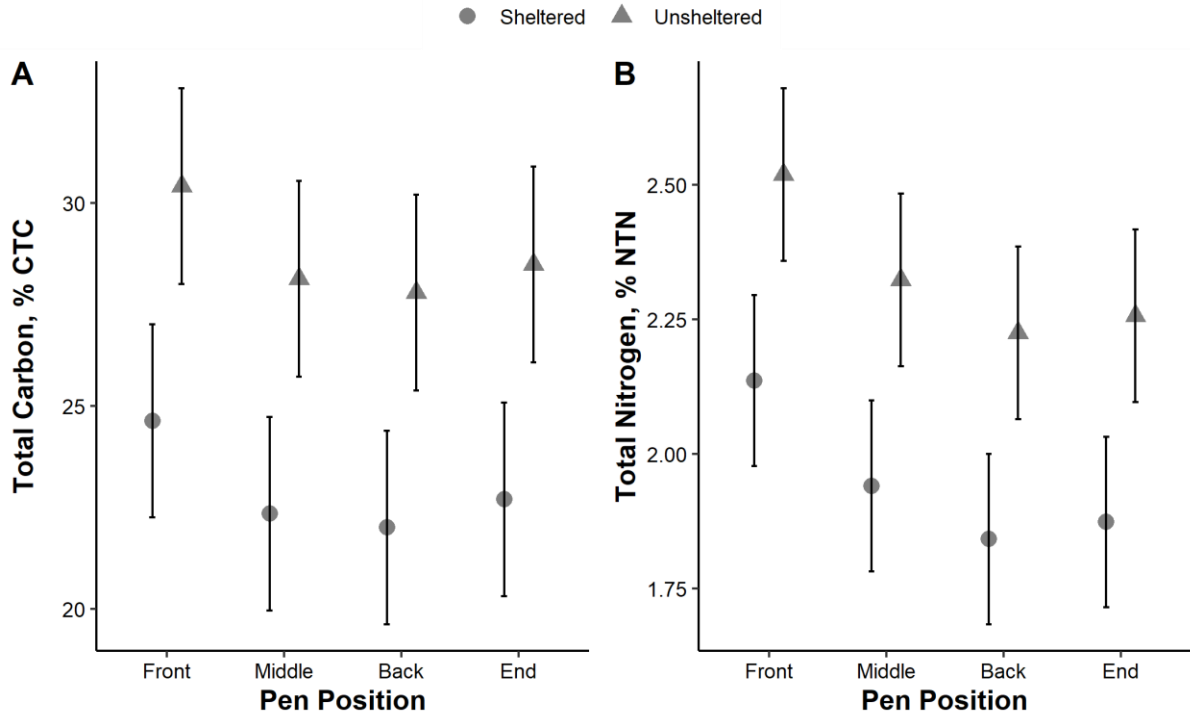 Sheltered Unsheltered
A
Total Carbon, % CTC
30
25
20
Front Middle Back End
Pen Position
B
Total Nitrogen, % NTN
2.50
2.25
2.00
1.75
Front Middle Back End
Pen Position